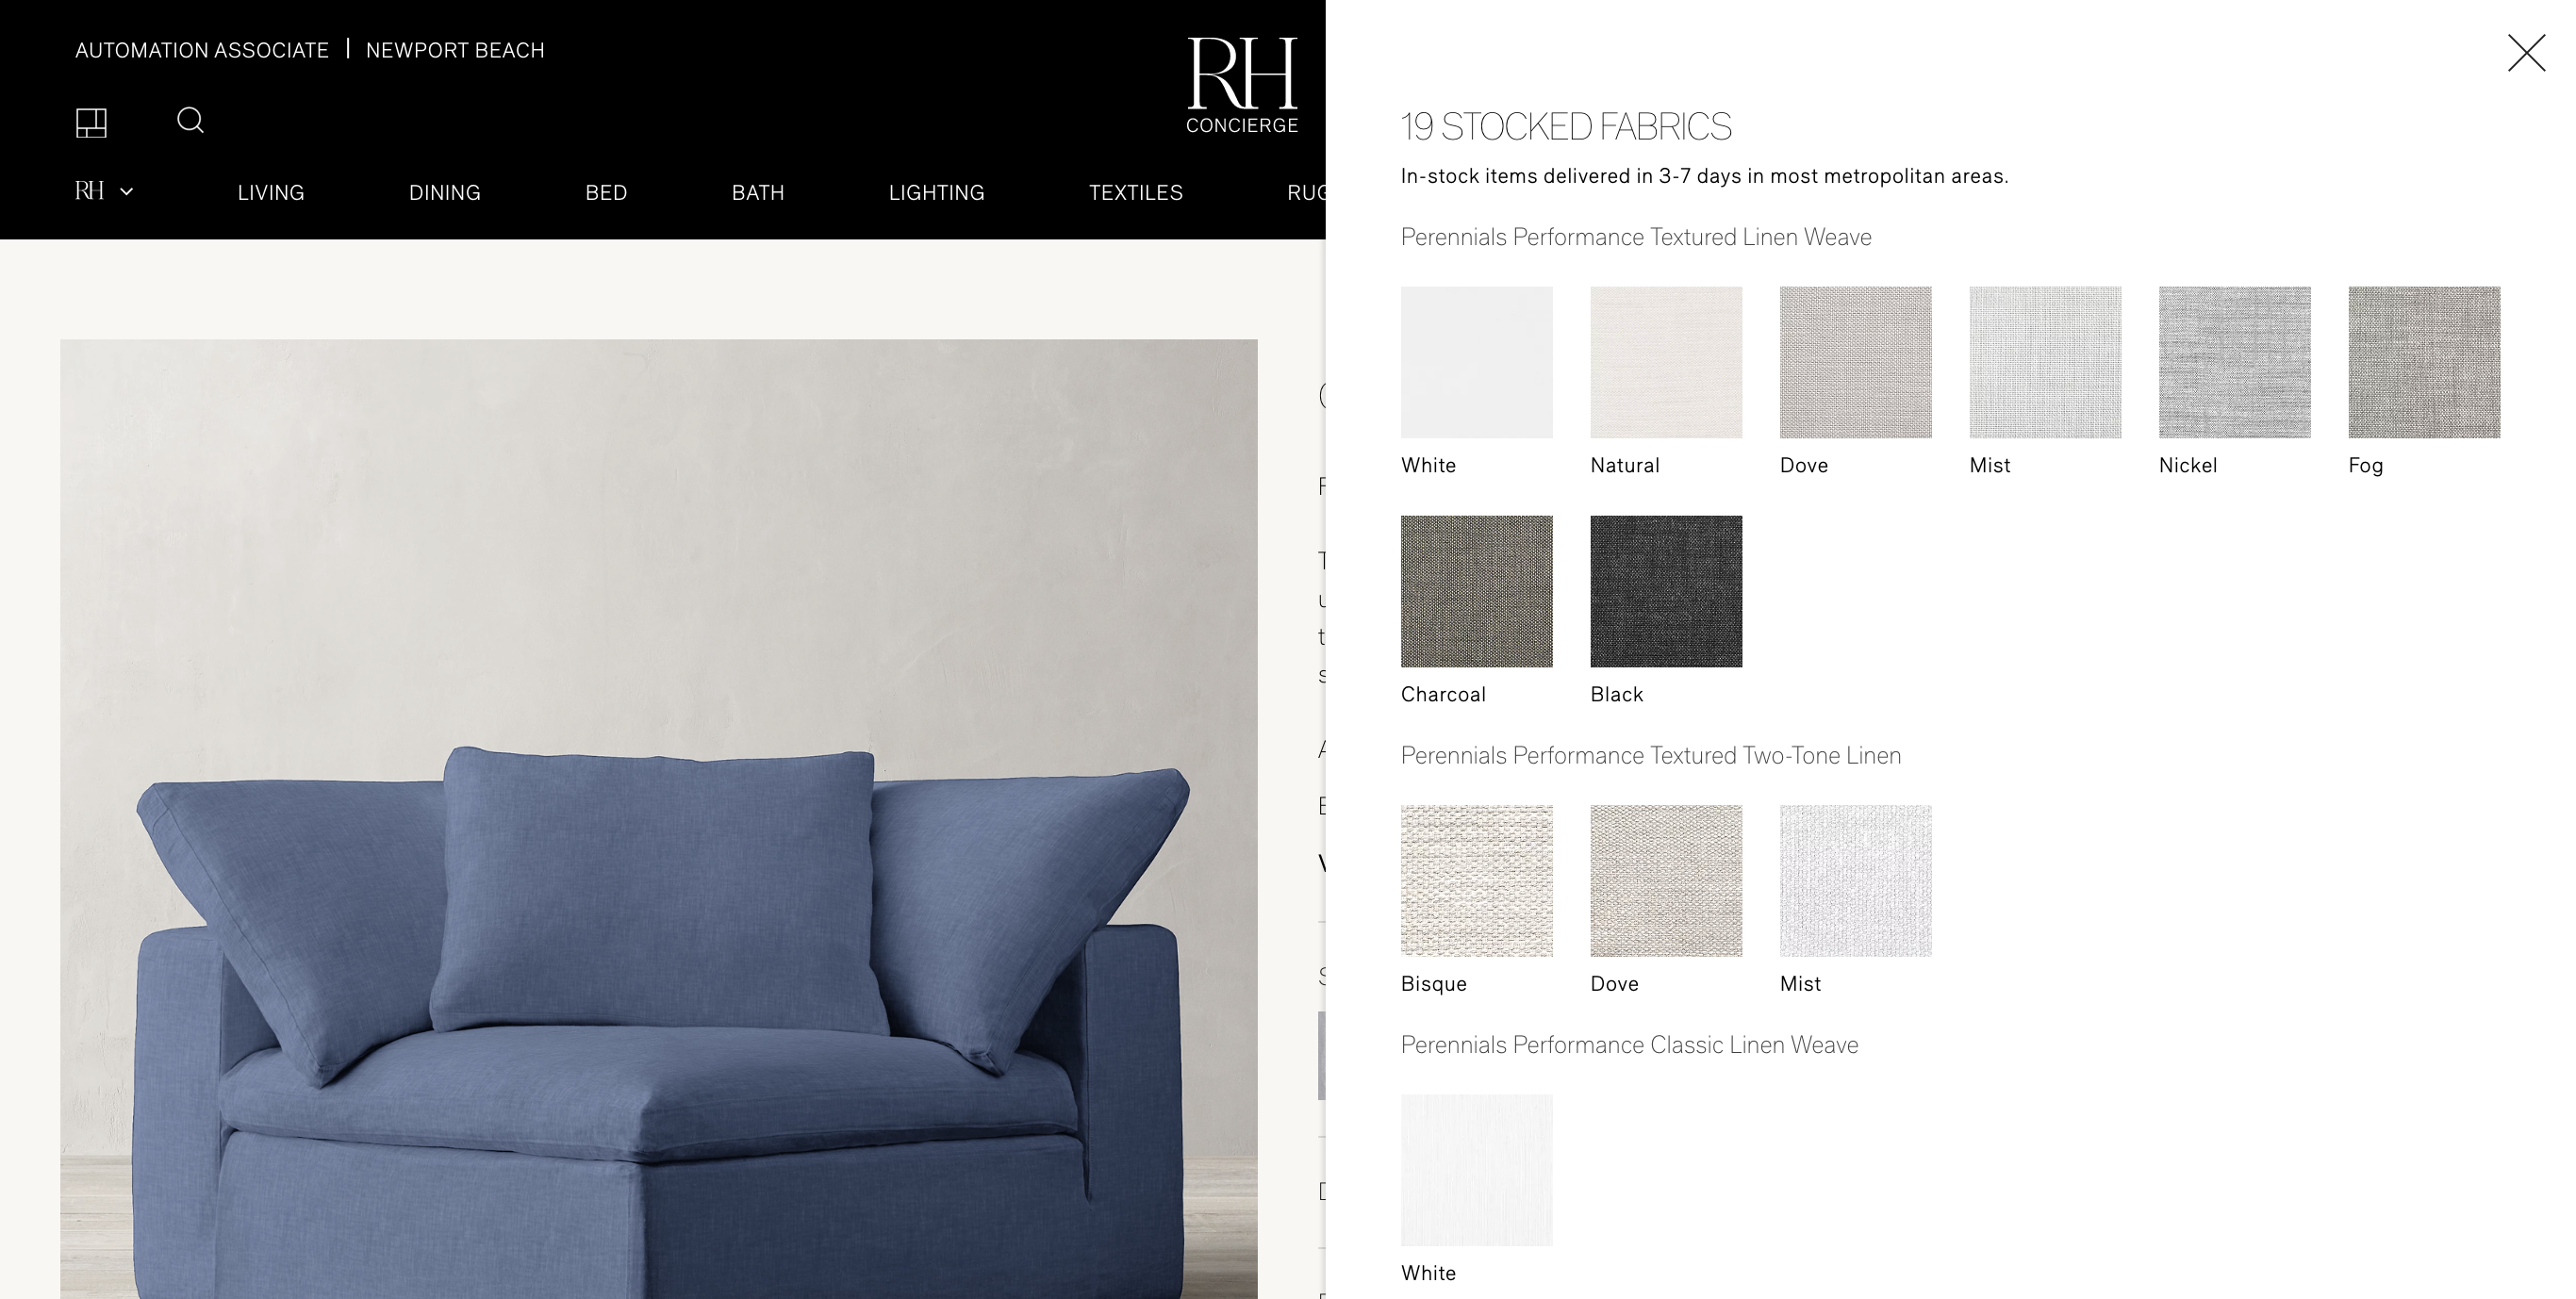 AUTOMATION ASSOCIATE | NEWPORT BEACH
RH
CONCIERGE
RH
LIVING
DINING
BED
BATH
LIGHTING
TEXTILES
19 STOCKED FABRICS
In-stock items delivered in 3-7 days in most metropolitan areas.
Perennials Performance Textured Linen Weave
White
Natural
Dove
Mist
Nickel
Fog
Charcoal
Black
Perennials Performance Textured Two-Tone Linen
Bisque
Dove
Mist
Perennials Performance Classic Linen Weave
White